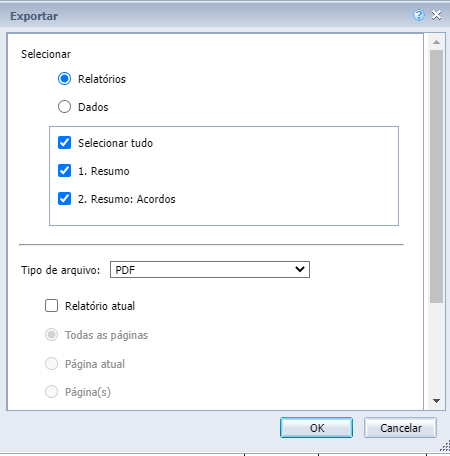 Exportar
Selecionar
Relatórios
Dados
Selecionar tudo
1. Resumo
2. Resumo: Acordos
Tipo de arquivo: PDF
Relatório atual
Todas as páginas
Página atual
Página(s)
OK Cancelar